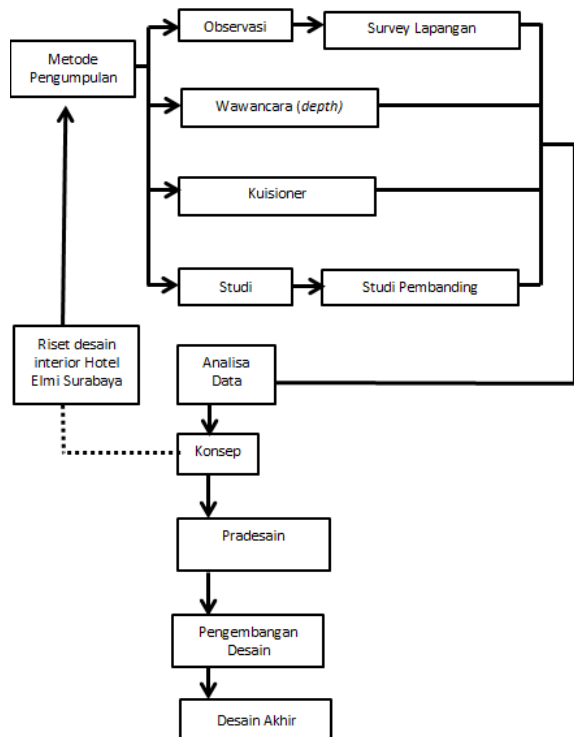 Observasi
Survey Lapangan
Metode
Pengumpulan
Wawancara (depth)
Kuisioner
Studi
Studi Pembanding
Riset desain
interior Hotel
Elmi Surabaya
Analisa
Data
Konsep
Pradesain
Pengembangan
Desain
Desain Akhir